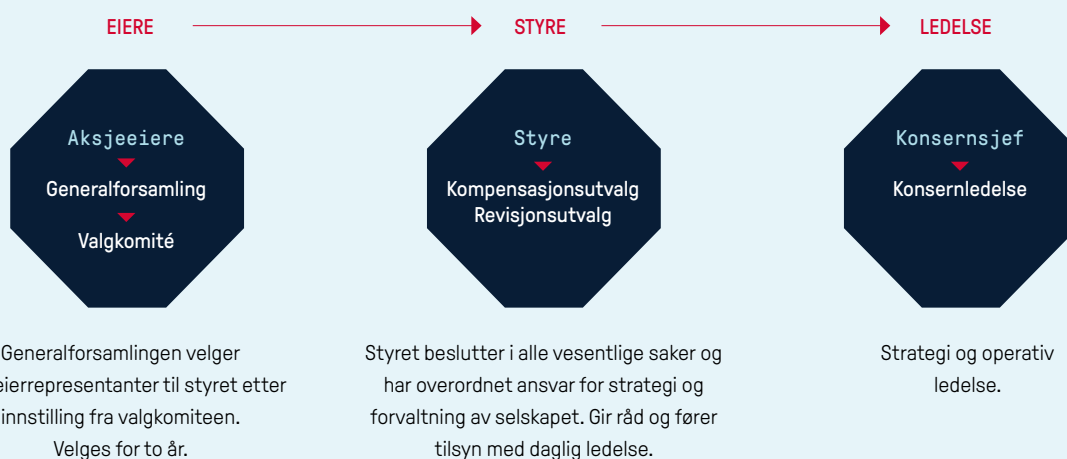 EIERE
STYRE
LEDELSE
Aksjeeiere
Generalforsamling
Valgkomité
Styre
Kompensasjonsutvalg
Revisjonsutvalg
Konsernsjef
Konsernledelse
Generalforsamlingen velger
eierrepresentanter til styret etter
innstilling fra valgkomiteen.
Velges for to år.
Styret beslutter i alle vesentlige saker og
har overordnet ansvar for strategi og
forvaltning av selskapet. Gir råd og fører
tilsyn med daglig ledelse.
Strategi og operativ
ledelse.